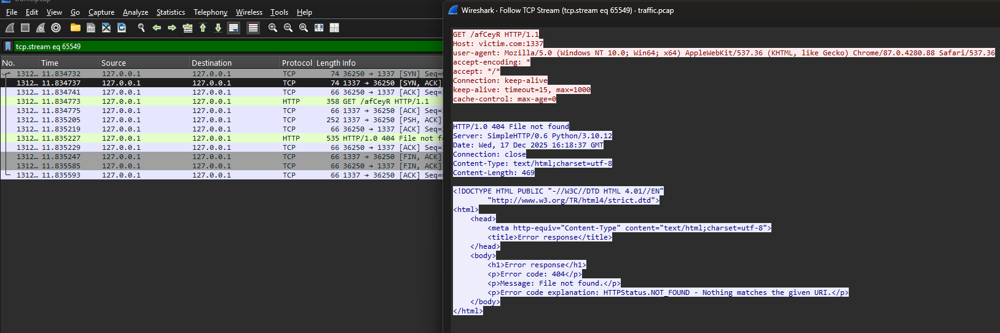 traffic.pcap
File Edit View Go Capture Analyze Statistics Telephony Wireless Tools Help
tcp.stream eq 65549
No. Time Source Destination Protocol Length Info
1312… 11.834732 127.0.0.1 127.0.0.1 TCP 74 36250 → 1337 [SYN] Seq=
1312… 11.834737 127.0.0.1 127.0.0.1 TCP 74 1337 → 36250 [SYN, ACK]
1312… 11.834741 127.0.0.1 127.0.0.1 TCP 66 36250 → 1337 [ACK] Seq=
1312… 11.834773 127.0.0.1 127.0.0.1 HTTP 358 GET /afCeyR HTTP/1.1
1312… 11.834775 127.0.0.1 127.0.0.1 TCP 66 1337 → 36250 [ACK] Seq=
1312… 11.835205 127.0.0.1 127.0.0.1 TCP 252 1337 → 36250 [PSH, ACK]
1312… 11.835219 127.0.0.1 127.0.0.1 TCP 66 36250 → 1337 [ACK] Seq=
1312… 11.835227 127.0.0.1 127.0.0.1 HTTP 535 HTTP/1.0 404 File not f
1312… 11.835229 127.0.0.1 127.0.0.1 TCP 66 36250 → 1337 [ACK] Seq=
1312… 11.835247 127.0.0.1 127.0.0.1 TCP 66 36250 → 1337 [FIN, ACK]
1312… 11.835585 127.0.0.1 127.0.0.1 TCP 66 36250 → 1337 [FIN, ACK]
1312… 11.835593 127.0.0.1 127.0.0.1 TCP 66 1337 → 36250 [ACK] Seq=
Wireshark · Follow TCP Stream (tcp.stream eq 65549) · traffic.pcap
GET /afCeyR HTTP/1.1
Host: victim.com:1337
user-agent: Mozilla/5.0 (Windows NT 10.0; Win64; x64) AppleWebKit/537.36 (KHTML, like Gecko) Chrome/87.0.4280.88 Safari/537.36
accept-encoding: *
accept: */*
Connection: keep-alive
keep-alive: timeout=15, max=1000
cache-control: max-age=0
HTTP/1.0 404 File not found
Server: SimpleHTTP/0.6 Python/3.10.12
Date: Wed, 17 Dec 2025 16:18:37 GMT
Connection: close
Content-Type: text/html;charset=utf-8
Content-Length: 469
<!DOCTYPE HTML PUBLIC "-//W3C//DTD HTML 4.01//EN"
"http://www.w3.org/TR/html4/strict.dtd">
<html>
<head>
<meta http-equiv="Content-Type" content="text/html;charset=utf-8">
<title>Error response</title>
</head>
<body>
<h1>Error response</h1>
<p>Error code: 404</p>
<p>Message: File not found.</p>
<p>Error code explanation: HTTPStatus.NOT_FOUND - Nothing matches the given URI.</p>
</body>
</html>